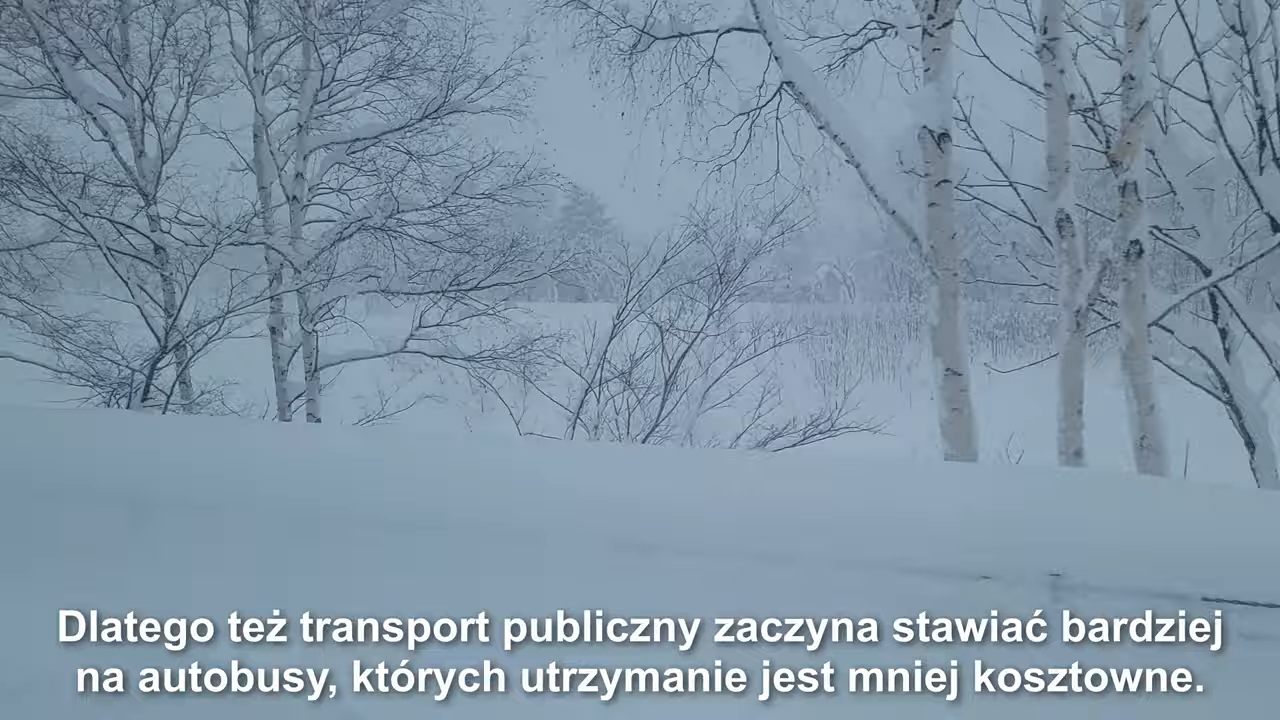 Dlatego też transport publiczny zaczyna stawiać bardziej
na autobusy, których utrzymanie jest mniej kosztowne.